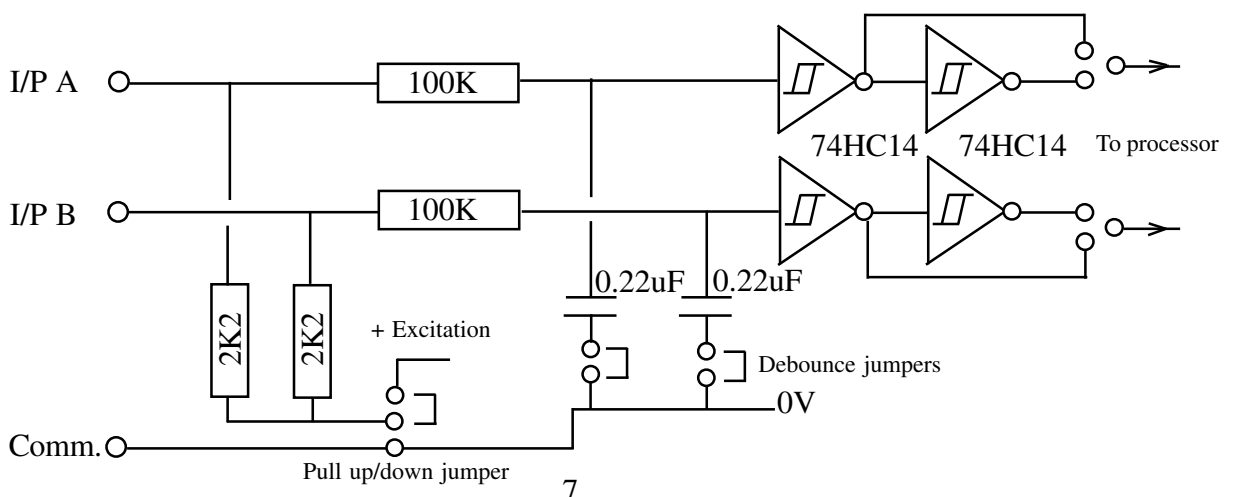 I/P A
100K
74HC14
74HC14
To processor
I/P B
100K
0.22uF
0.22uF
2K2
2K2
+ Excitation
Debounce jumpers
0V
Comm.
Pull up/down jumper
7